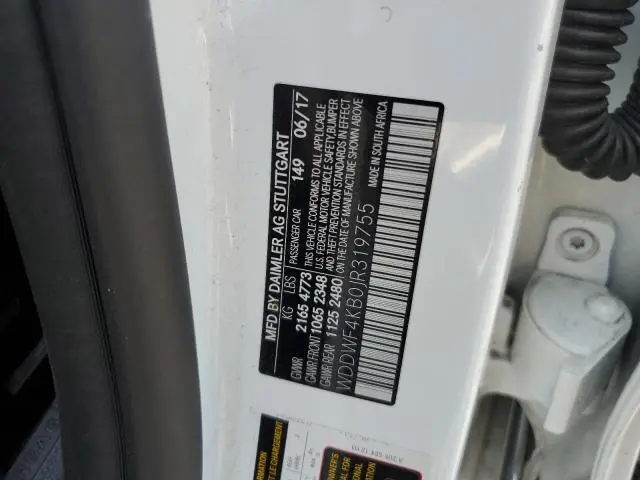 MFD BY DAIMLER AG STUTTGART
KG LBS PASSENGER CAR 149 06/17
GVWR 2165 4773 THIS VEHICLE CONFORMS TO ALL APPLICABLE
GAWR FRONT 1065 2348 U.S. FEDERAL MOTOR VEHICLE SAFETY, BUMPER
GAWR REAR 1125 2480 AND THEFT PREVENTION STANDARDS IN EFFECT
ON THE DATE OF MANUFACTURE SHOWN ABOVE
WDDWF4KB0JR319755 MADE IN SOUTH AFRICA